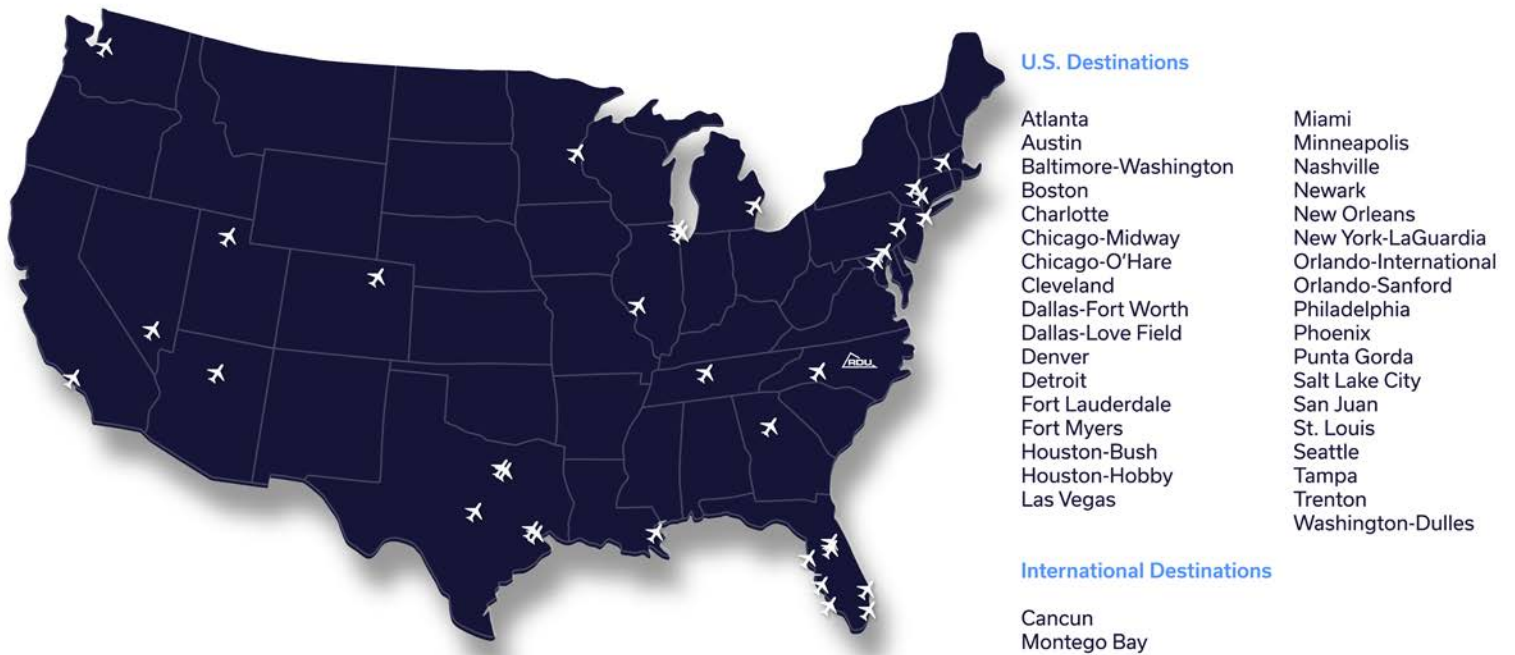 RDU
U.S. Destinations
Atlanta
Austin
Baltimore-Washington
Boston
Charlotte
Chicago-Midway
Chicago-O'Hare
Cleveland
Dallas-Fort Worth
Dallas-Love Field
Denver
Detroit
Fort Lauderdale
Fort Myers
Houston-Bush
Houston-Hobby
Las Vegas
Miami
Minneapolis
Nashville
Newark
New Orleans
New York-LaGuardia
Orlando-International
Orlando-Sanford
Philadelphia
Phoenix
Punta Gorda
Salt Lake City
San Juan
St. Louis
Seattle
Tampa
Trenton
Washington-Dulles
International Destinations
Cancun
Montego Bay